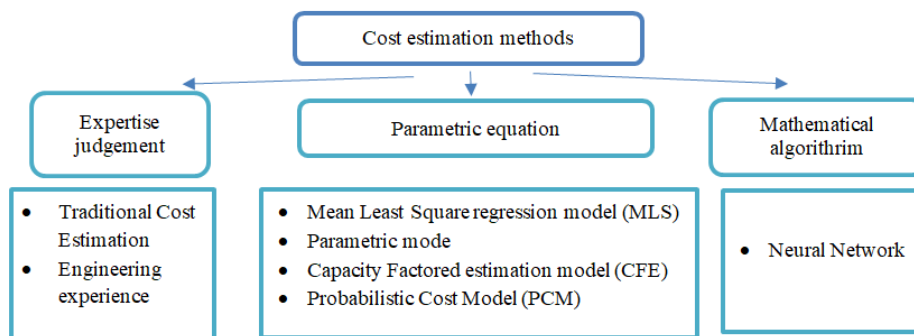 Cost estimation methods
Expertise
judgement
Parametric equation
Mathematical
algorithrim
• Traditional Cost
Estimation
• Engineering
experience
• Mean Least Square regression model (MLS)
• Parametric mode
• Capacity Factored estimation model (CFE)
• Probabilistic Cost Model (PCM)
• Neural Network